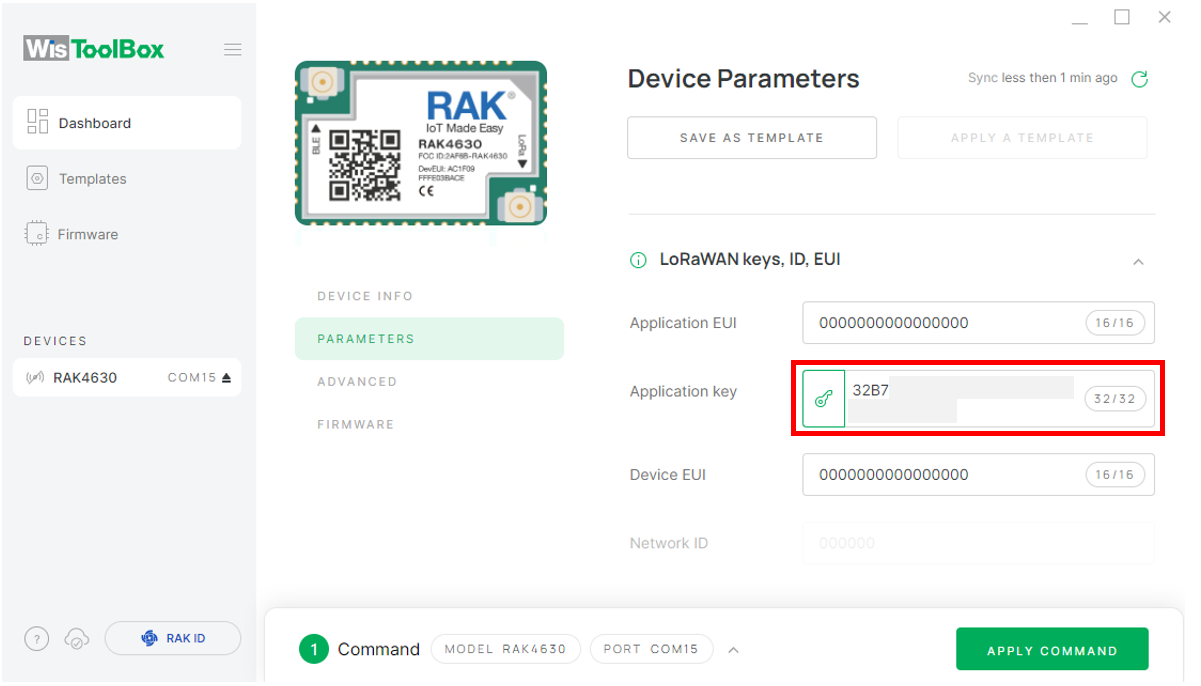 WisToolBox
Dashboard
Templates
Firmware
DEVICES
RAK4630 COM15
?
RAK ID
RAK®
IoT Made Easy
RAK4630
FCC ID:2AF6B-RAK4630
DevEUI: AC1F09
FFFE03BACE
CE
BLE
LoRa
DEVICE INFO
PARAMETERS
ADVANCED
FIRMWARE
Device Parameters
Sync less then 1 min ago
SAVE AS TEMPLATE
APPLY A TEMPLATE
LoRaWAN keys, ID, EUI
Application EUI 0000000000000000 16/16
Application key 32B7 32/32
Device EUI 0000000000000000 16/16
Network ID 000000
1 Command MODEL RAK4630 PORT COM15
APPLY COMMAND